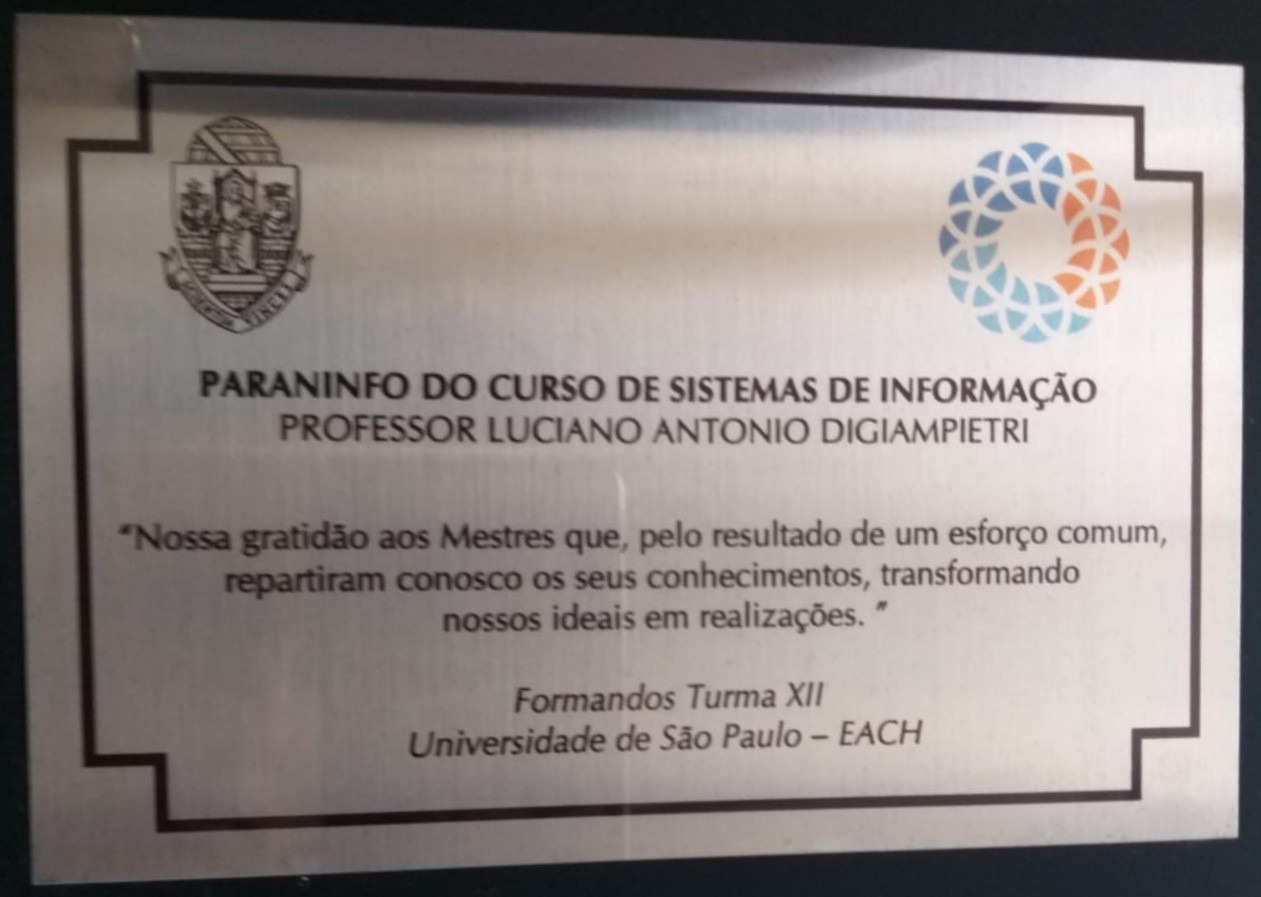 SCIENTIA VINCES
PARANINFO DO CURSO DE SISTEMAS DE INFORMAÇÃO
PROFESSOR LUCIANO ANTONIO DIGIAMPIETRI
"Nossa gratidão aos Mestres que, pelo resultado de um esforço comum,
repartiram conosco os seus conhecimentos, transformando
nossos ideais em realizações. "
Formandos Turma XII
Universidade de São Paulo – EACH